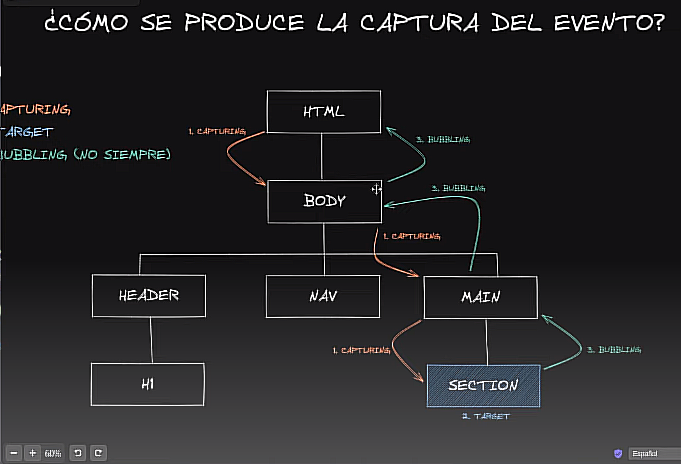 ¿CÓMO SE PRODUCE LA CAPTURA DEL EVENTO?
APTURING
TARGET
BUBBLING (NO SIEMPRE)
HTML
1. CAPTURING
3. BUBBLING
BODY
3. BUBBLING
1. CAPTURING
HEADER
NAV
MAIN
1. CAPTURING
3. BUBBLING
H1
SECTION
2. TARGET
60%
Español